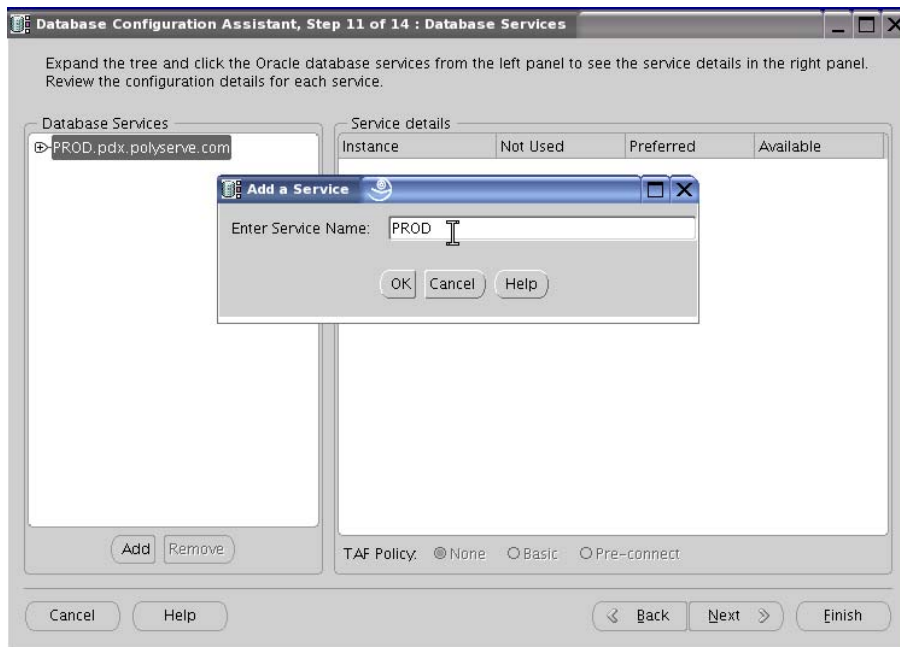 Database Configuration Assistant, Step 11 of 14 : Database Services
Expand the tree and click the Oracle database services from the left panel to see the service details in the right panel.
Review the configuration details for each service.
Database Services
PROD.pdx.polyserve.com
Service details
Instance Not Used Preferred Available
Add a Service
Enter Service Name: PROD
OK Cancel Help
Add Remove
TAF Policy: None Basic Pre-connect
Cancel Help Back Next Finish